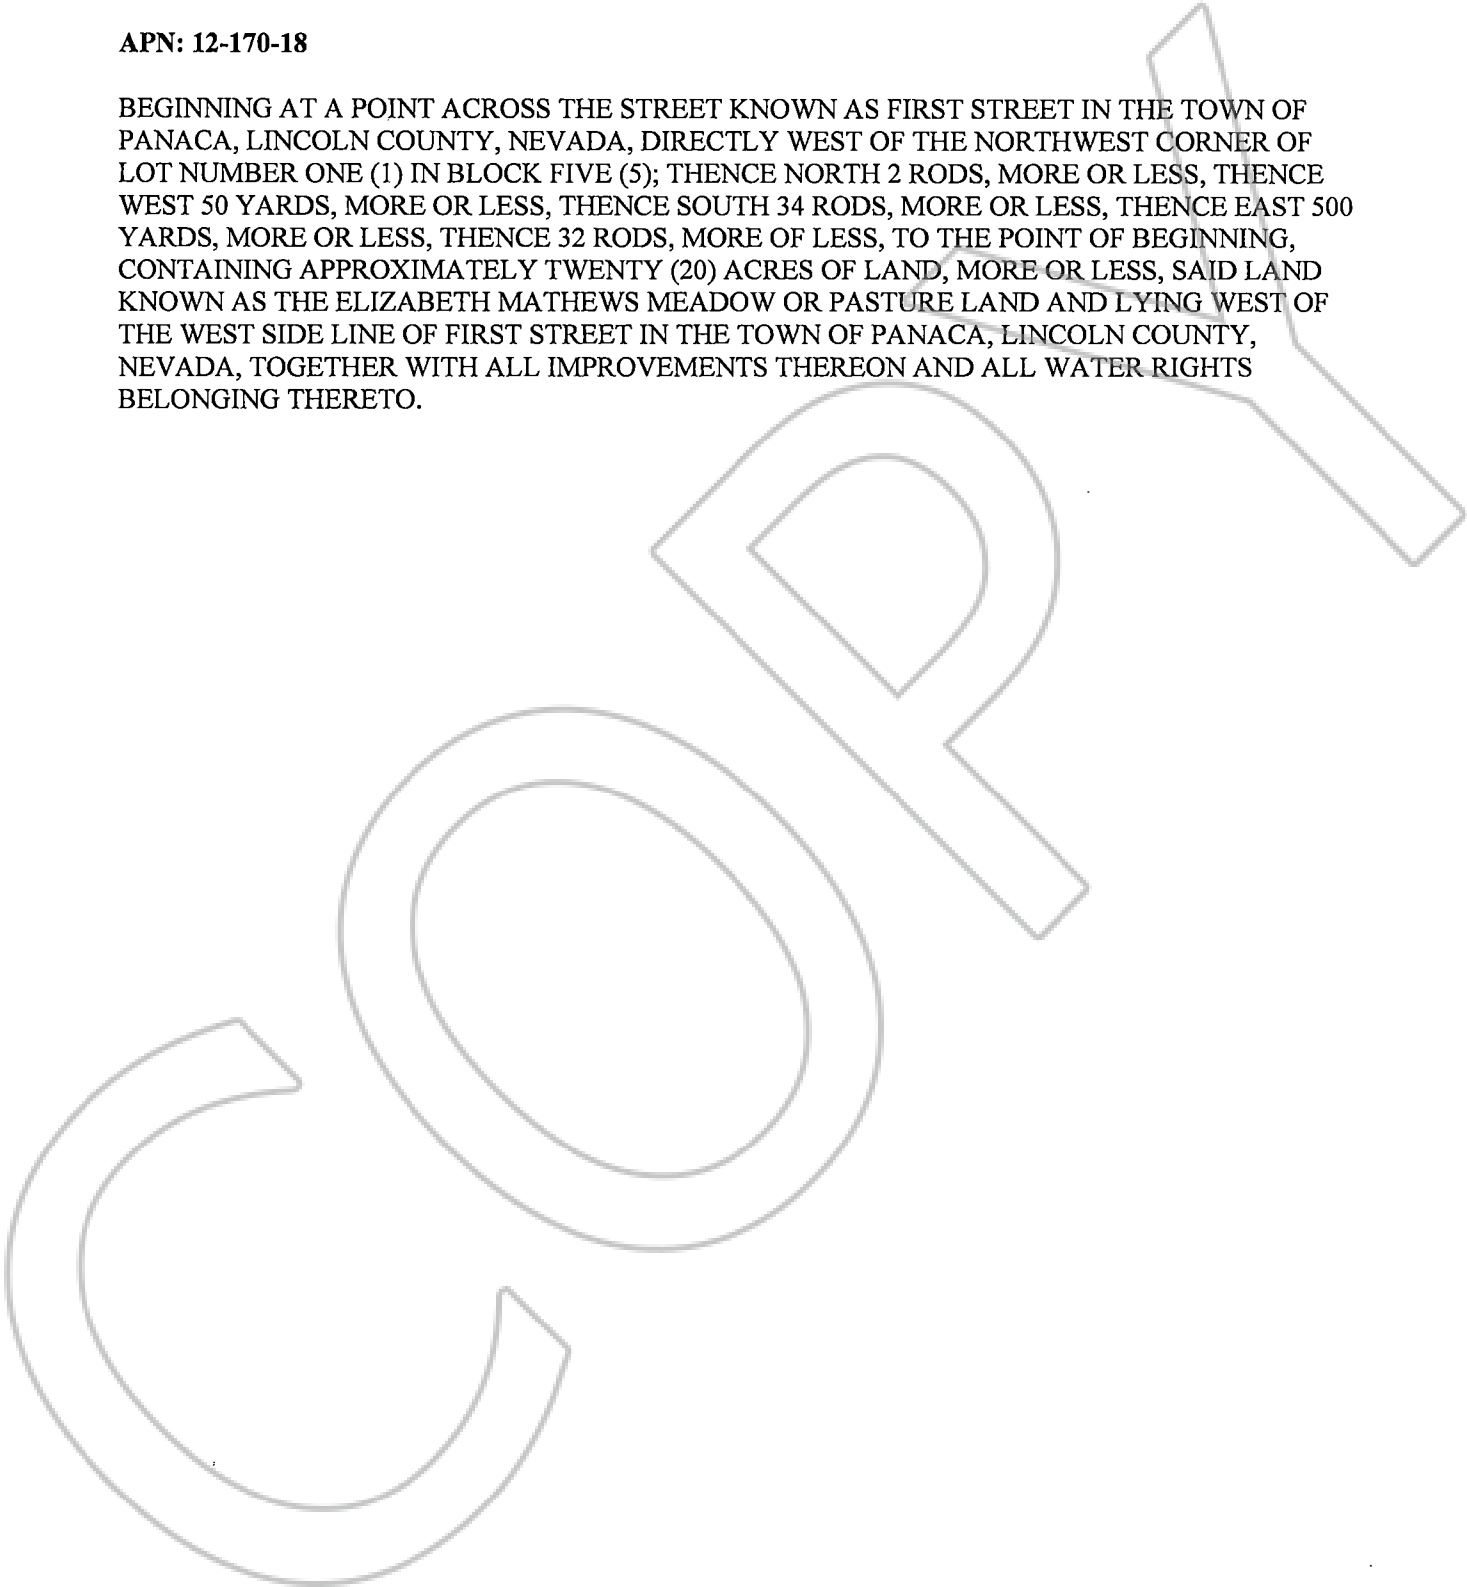 APN: 12-170-18
BEGINNING AT A POINT ACROSS THE STREET KNOWN AS FIRST STREET IN THE TOWN OF
PANACA, LINCOLN COUNTY, NEVADA, DIRECTLY WEST OF THE NORTHWEST CORNER OF
LOT NUMBER ONE (1) IN BLOCK FIVE (5); THENCE NORTH 2 RODS, MORE OR LESS, THENCE
WEST 50 YARDS, MORE OR LESS, THENCE SOUTH 34 RODS, MORE OR LESS, THENCE EAST 500
YARDS, MORE OR LESS, THENCE 32 RODS, MORE OF LESS, TO THE POINT OF BEGINNING,
CONTAINING APPROXIMATELY TWENTY (20) ACRES OF LAND, MORE OR LESS, SAID LAND
KNOWN AS THE ELIZABETH MATHEWS MEADOW OR PASTURE LAND AND LYING WEST OF
THE WEST SIDE LINE OF FIRST STREET IN THE TOWN OF PANACA, LINCOLN COUNTY,
NEVADA, TOGETHER WITH ALL IMPROVEMENTS THEREON AND ALL WATER RIGHTS
BELONGING THERETO.
COPY